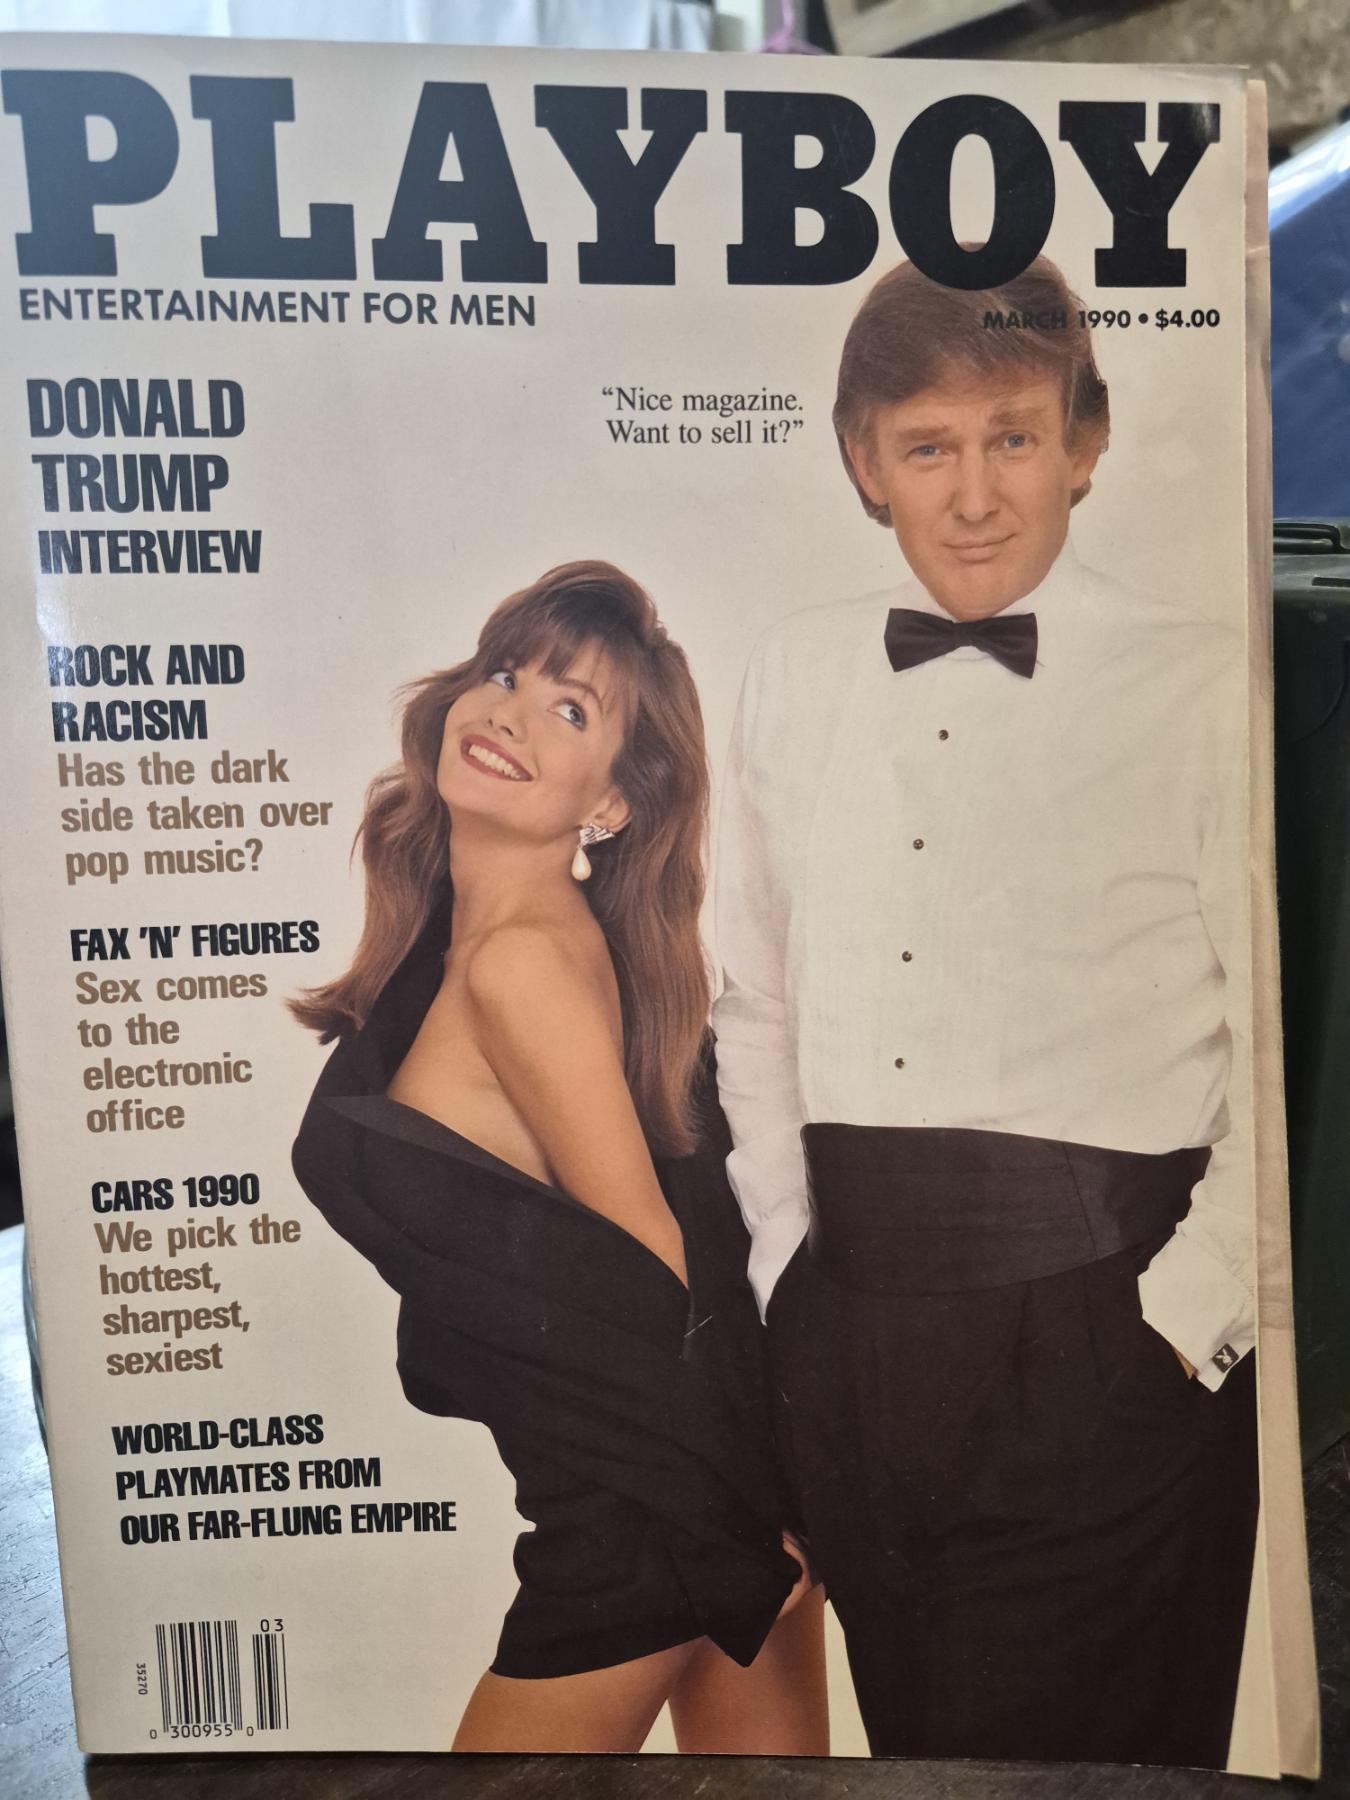 PLAYBOY
ENTERTAINMENT FOR MEN
MARCH 1990 • $4.00
DONALD
TRUMP
INTERVIEW
“Nice magazine.
Want to sell it?”
ROCK AND
RACISM
Has the dark
side taken over
pop music?
FAX ’N’ FIGURES
Sex comes
to the
electronic
office
CARS 1990
We pick the
hottest,
sharpest,
sexiest
WORLD-CLASS
PLAYMATES FROM
OUR FAR-FLUNG EMPIRE
03
35270
0 300955 0